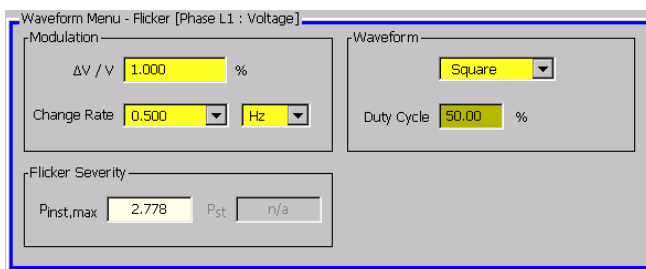 Waveform Menu - Flicker [Phase L1 : Voltage]
Modulation
ΔV / V 1.000 %
Change Rate 0.500 Hz
Waveform
Square
Duty Cycle 50.00 %
Flicker Severity
Pinst,max 2.778 Pst n/a